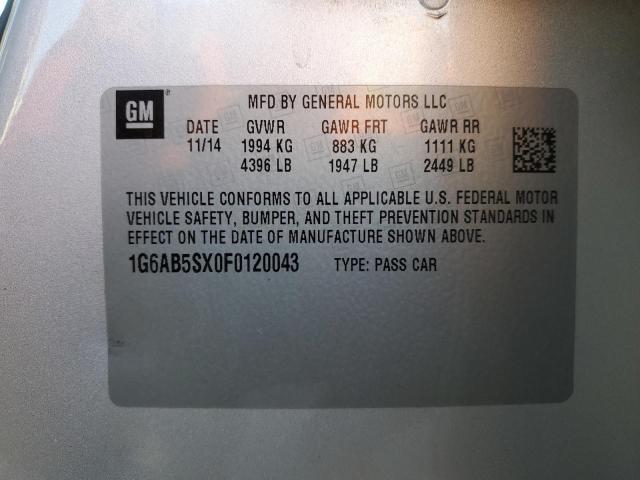 GM ® MFD BY GENERAL MOTORS LLC
DATE GVWR GAWR FRT GAWR RR
11/14 1994 KG 883 KG 1111 KG
4396 LB 1947 LB 2449 LB
THIS VEHICLE CONFORMS TO ALL APPLICABLE U.S. FEDERAL MOTOR
VEHICLE SAFETY, BUMPER, AND THEFT PREVENTION STANDARDS IN
EFFECT ON THE DATE OF MANUFACTURE SHOWN ABOVE.
1G6AB5SX0F0120043 TYPE: PASS CAR